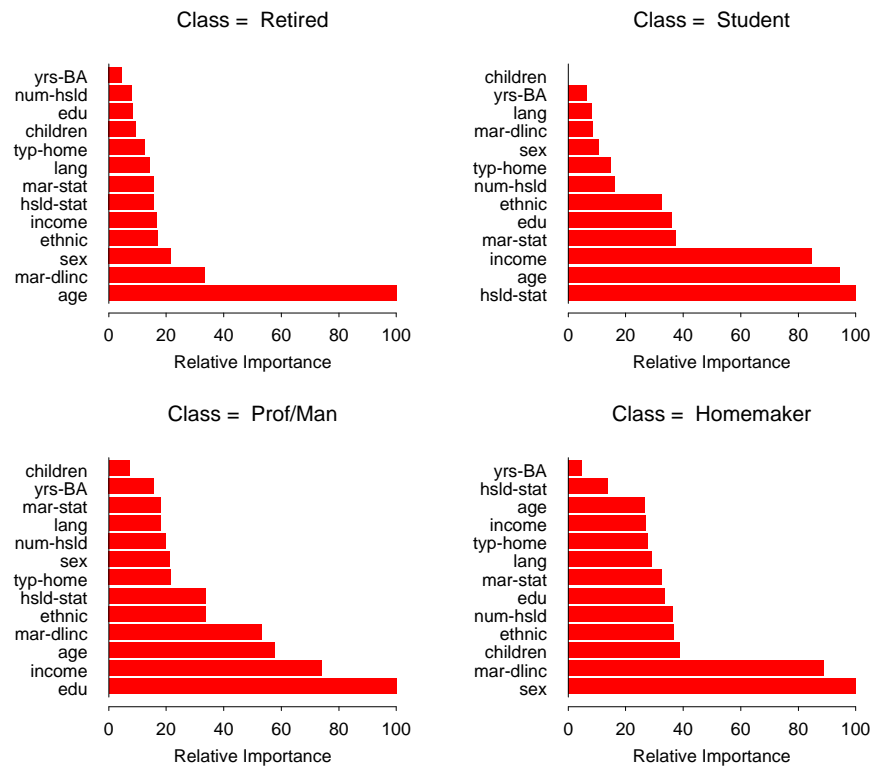 Class = Retired
yrs-BA
num-hsld
edu
children
typ-home
lang
mar-stat
hsld-stat
income
ethnic
sex
mar-dlinc
age
0 20 40 60 80 100
Relative Importance
Class = Student
children
yrs-BA
lang
mar-dlinc
sex
typ-home
num-hsld
ethnic
edu
mar-stat
income
age
hsld-stat
0 20 40 60 80 100
Relative Importance
Class = Prof/Man
children
yrs-BA
mar-stat
lang
num-hsld
sex
typ-home
hsld-stat
ethnic
mar-dlinc
age
income
edu
0 20 40 60 80 100
Relative Importance
Class = Homemaker
yrs-BA
hsld-stat
age
income
typ-home
lang
mar-stat
edu
num-hsld
ethnic
children
mar-dlinc
sex
0 20 40 60 80 100
Relative Importance